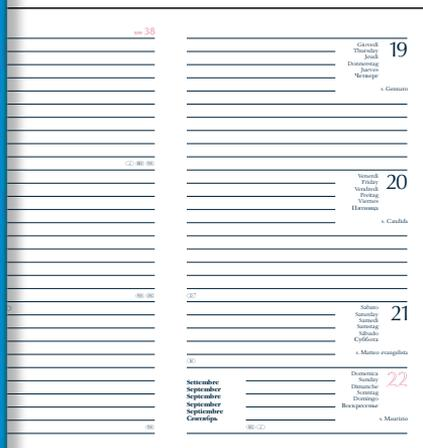 38
Giovedì
Thursday
Jeudi
Donnerstag
Jueves
Четверг
19
s. Gennaro
Venerdì
Friday
Vendredi
Freitag
Viernes
Пятница
20
s. Candida
Sabato
Saturday
Samedi
Samstag
Sábado
Суббота
21
s. Matteo evangelista
Domenica
Sunday
Dimanche
Sonntag
Domingo
Воскресенье
22
s. Maurizio
Settembre
September
Septembre
September
Septiembre
Сентябрь